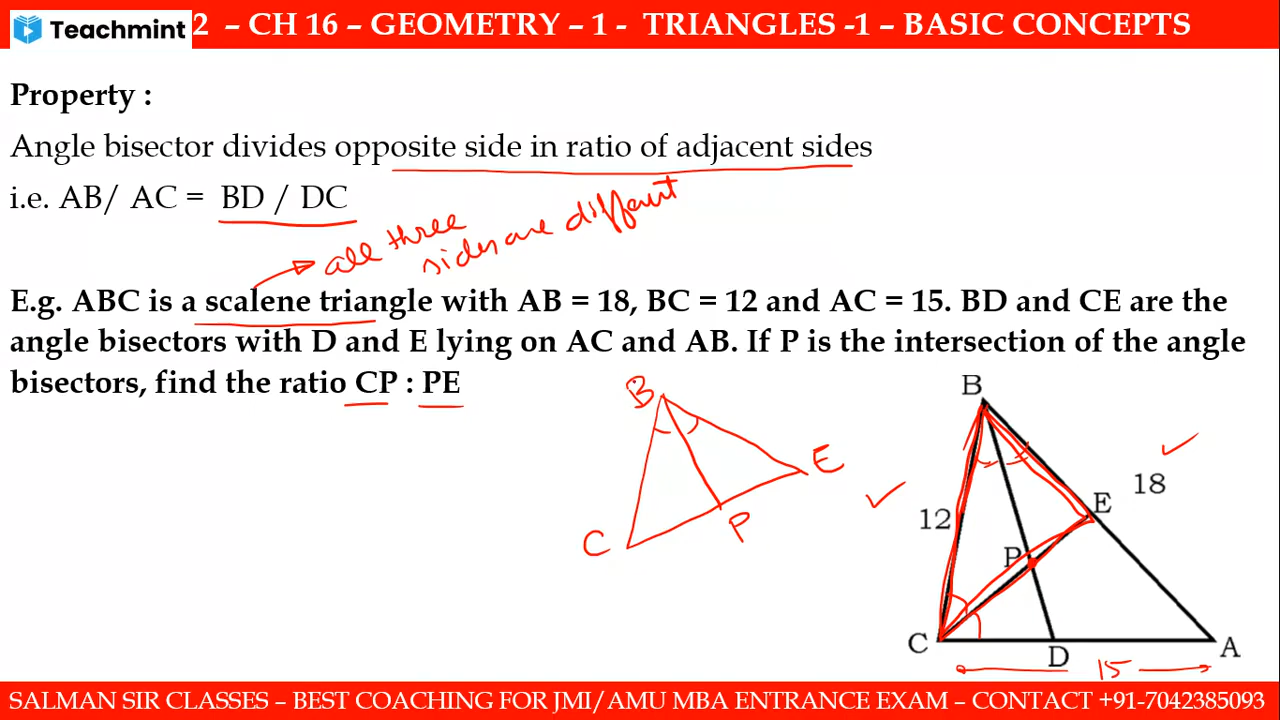 Teachmint 2 – CH 16 – GEOMETRY – 1 - TRIANGLES -1 – BASIC CONCEPTS
Property :
Angle bisector divides opposite side in ratio of adjacent sides
i.e. AB/ AC = BD / DC
all three
sides are different
E.g. ABC is a scalene triangle with AB = 18, BC = 12 and AC = 15. BD and CE are the
angle bisectors with D and E lying on AC and AB. If P is the intersection of the angle
bisectors, find the ratio CP : PE
B
E
C
P
B
18
E
12
P
C
D
A
15
SALMAN SIR CLASSES – BEST COACHING FOR JMI/AMU MBA ENTRANCE EXAM – CONTACT +91-7042385093